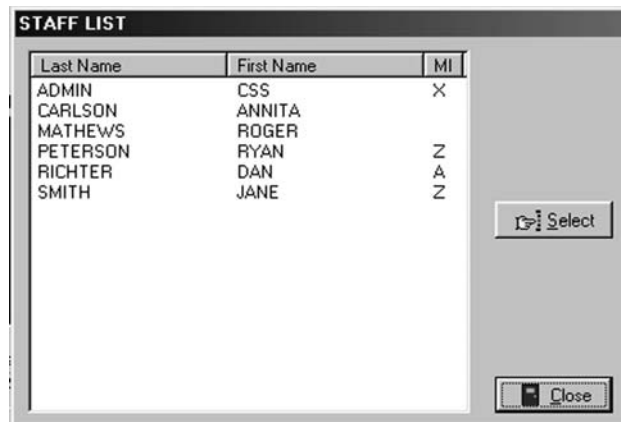 STAFF LIST
Last Name First Name MI
ADMIN CSS X
CARLSON ANNITA
MATHEWS ROGER
PETERSON RYAN Z
RICHTER DAN A
SMITH JANE Z
Select
Close